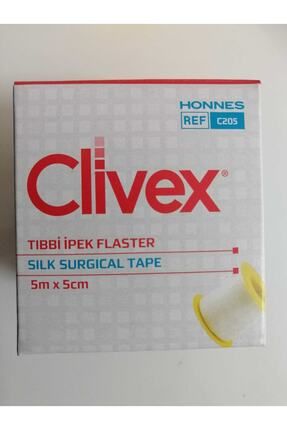 HONNES
REF C205
Clivex®
TIBBİ İPEK FLASTER
SILK SURGICAL TAPE
5m x 5cm